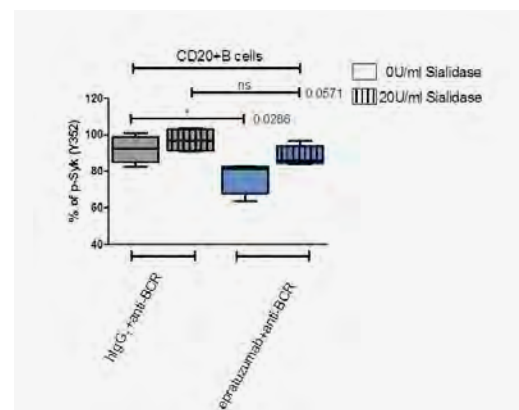 CD20+B cells
0U/ml Sialidase
20U/ml Sialidase
ns
0.0571
*
0.0286
% of p-Syk (Y352)
120
100
80
60
40
hIgG1+anti-BCR
epratuzumab+anti-BCR